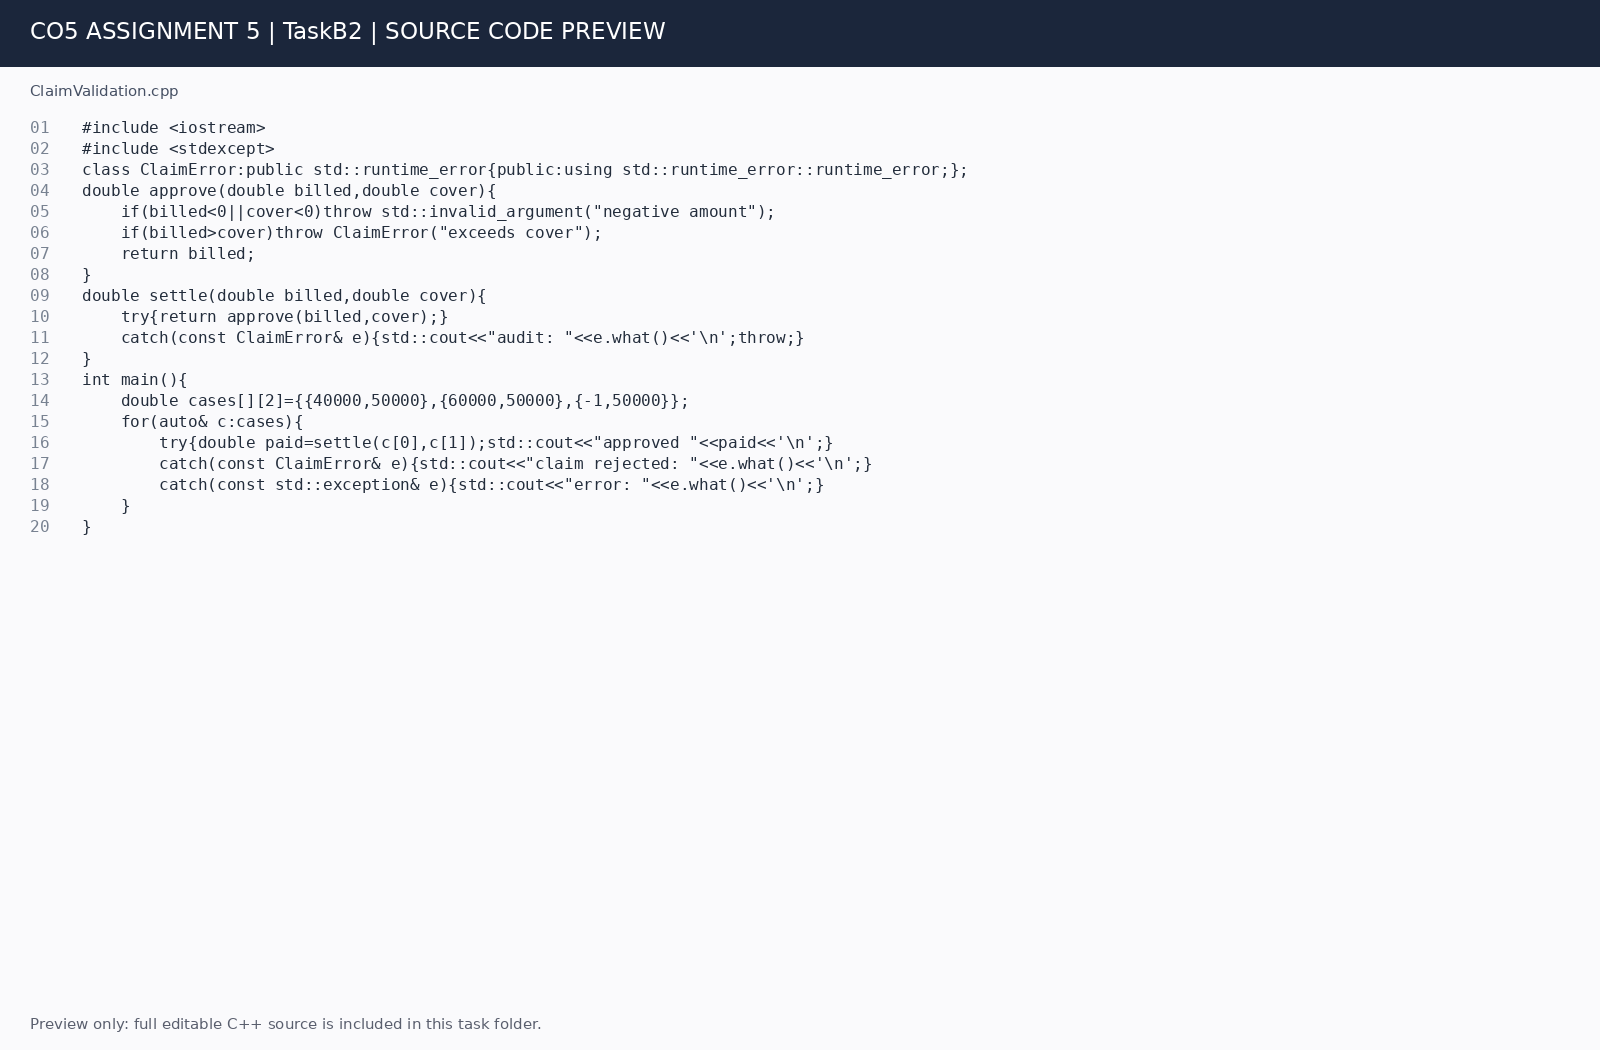 CO5 ASSIGNMENT 5 | TaskB2 | SOURCE CODE PREVIEW
ClaimValidation.cpp
01 #include <iostream>
02 #include <stdexcept>
03 class ClaimError:public std::runtime_error{public:using std::runtime_error::runtime_error;};
04 double approve(double billed,double cover){
05     if(billed<0||cover<0)throw std::invalid_argument("negative amount");
06     if(billed>cover)throw ClaimError("exceeds cover");
07     return billed;
08 }
09 double settle(double billed,double cover){
10     try{return approve(billed,cover);}
11     catch(const ClaimError& e){std::cout<<"audit: "<<e.what()<<'\n';throw;}
12 }
13 int main(){
14     double cases[][2]={{40000,50000},{60000,50000},{-1,50000}};
15     for(auto& c:cases){
16         try{double paid=settle(c[0],c[1]);std::cout<<"approved "<<paid<<'\n';}
17         catch(const ClaimError& e){std::cout<<"claim rejected: "<<e.what()<<'\n';}
18         catch(const std::exception& e){std::cout<<"error: "<<e.what()<<'\n';}
19     }
20 }
Preview only: full editable C++ source is included in this task folder.